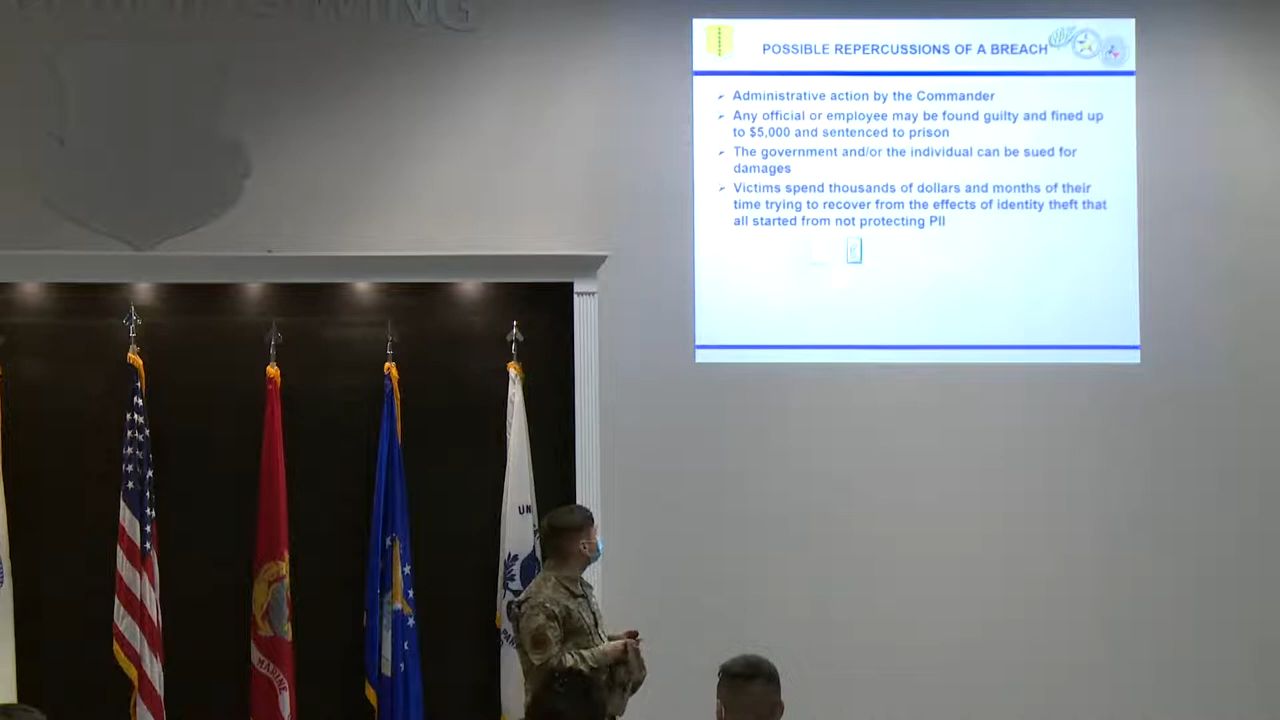 WING
POSSIBLE REPERCUSSIONS OF A BREACH
Administrative action by the Commander
Any official or employee may be found guilty and fined up
to $5,000 and sentenced to prison
The government and/or the individual can be sued for
damages
Victims spend thousands of dollars and months of their
time trying to recover from the effects of identity theft that
all started from not protecting PII
UN
MARINE